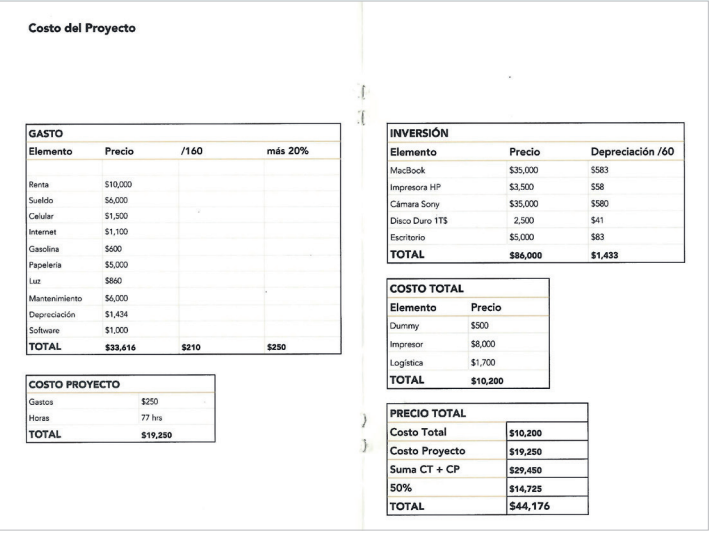 Costo del Proyecto
GASTO
Elemento Precio /160 más 20%
Renta $10,000
Sueldo $6,000
Celular $1,500
Internet $1,100
Gasolina $600
Papelería $5,000
Luz $860
Mantenimiento $6,000
Depreciación $1,434
Software $1,000
TOTAL $33,616 $210 $250
COSTO PROYECTO
Gastos $250
Horas 77 hrs
TOTAL $19,250
INVERSIÓN
Elemento Precio Depreciación /60
MacBook $35,000 $583
Impresora HP $3,500 $58
Cámara Sony $35,000 $580
Disco Duro 1T$ 2,500 $41
Escritorio $5,000 $83
TOTAL $86,000 $1,433
COSTO TOTAL
Elemento Precio
Dummy $500
Impresor $8,000
Logística $1,700
TOTAL $10,200
PRECIO TOTAL
Costo Total $10,200
Costo Proyecto $19,250
Suma CT + CP $29,450
50% $14,725
TOTAL $44,176